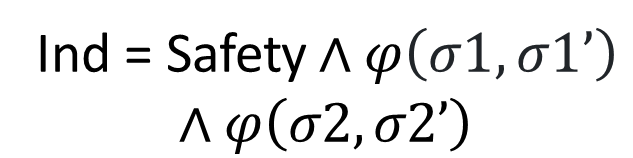 Ind = Safety ∧ φ(σ1, σ1’)
∧ φ(σ2, σ2’)